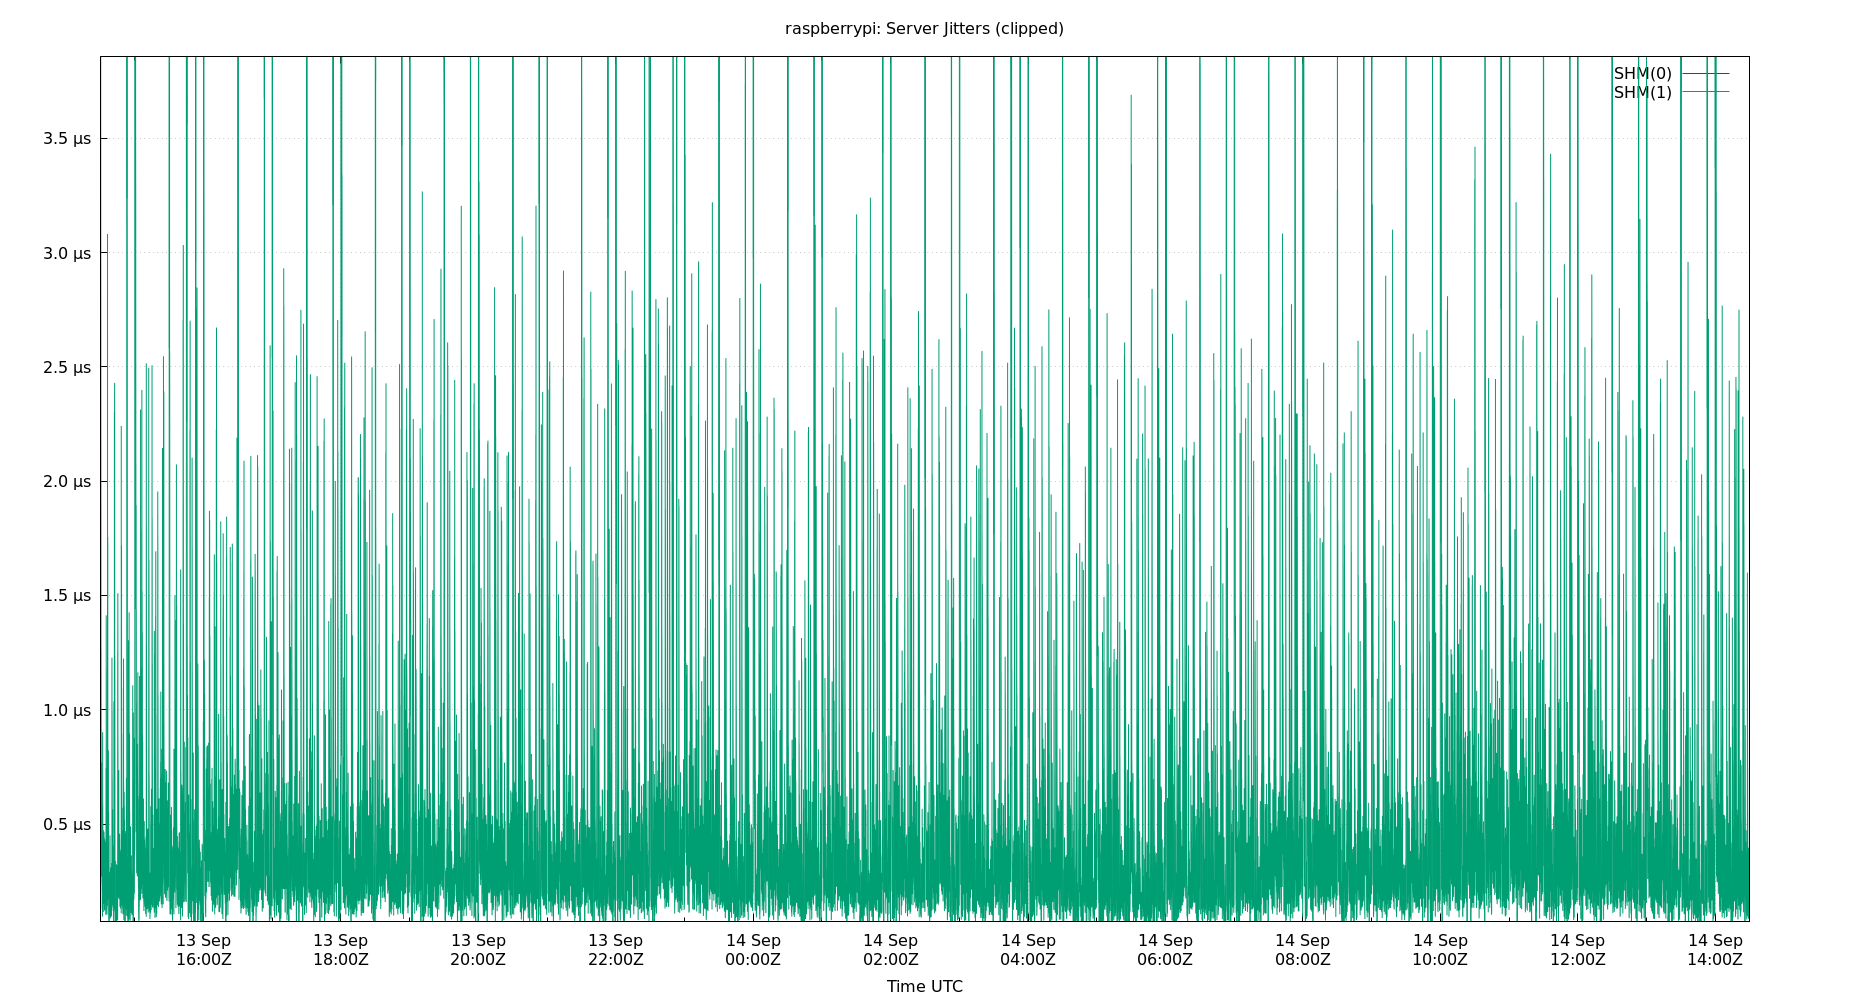 raspberrypi: Server Jitters (clipped)
SHM(0)
SHM(1)
3.5 μs
3.0 μs
2.5 μs
2.0 μs
1.5 μs
1.0 μs
0.5 μs
13 Sep 13 Sep 13 Sep 13 Sep 14 Sep 14 Sep 14 Sep 14 Sep 14 Sep 14 Sep 14 Sep 14 Sep
16:00Z 18:00Z 20:00Z 22:00Z 00:00Z 02:00Z 04:00Z 06:00Z 08:00Z 10:00Z 12:00Z 14:00Z
Time UTC